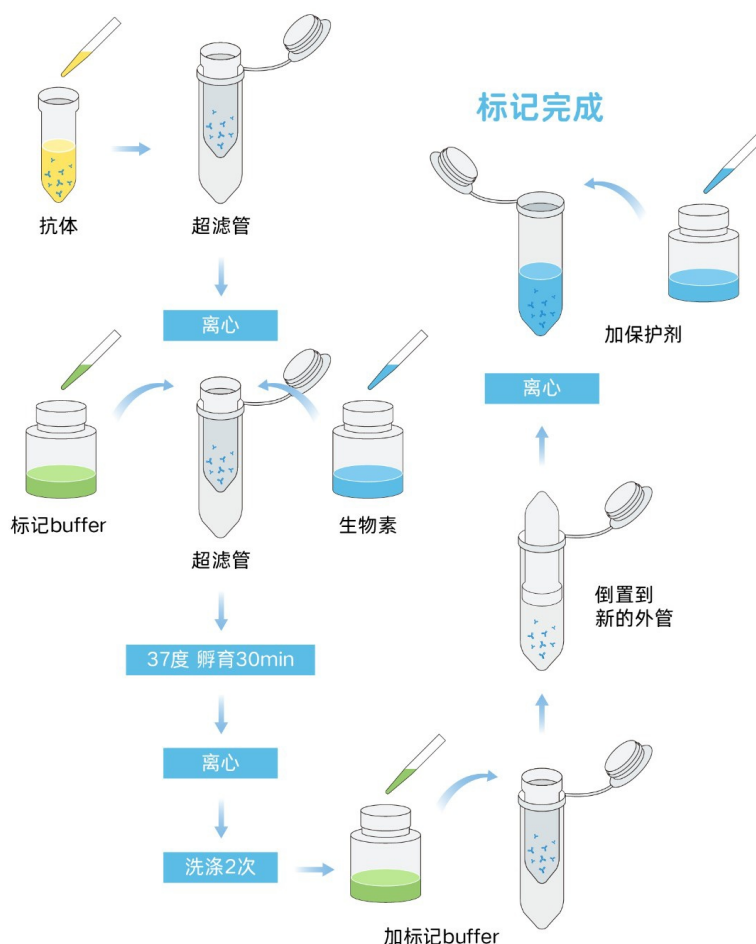 抗体
超滤管
离心
标记buffer
生物素
超滤管
37度 孵育30min
离心
洗涤2次
加标记buffer
倒置到
新的外管
离心
加保护剂
标记完成